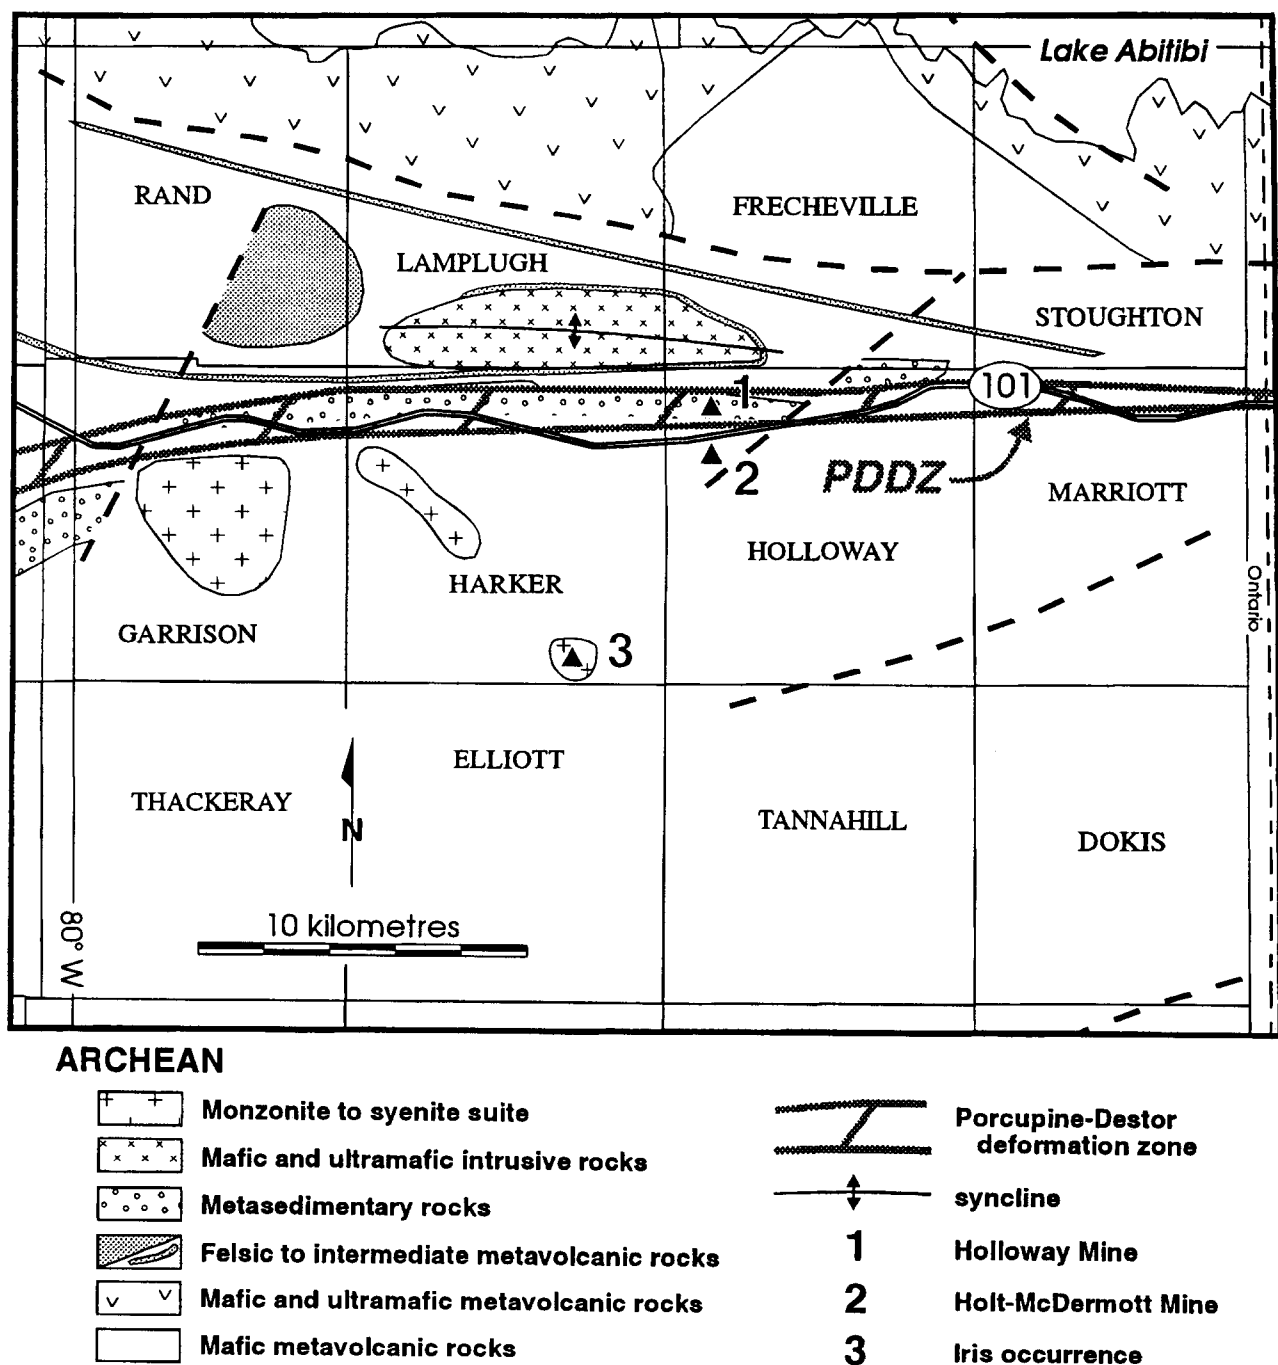 Lake Abitibi
RAND
FRECHEVILLE
LAMPLUGH
STOUGHTON
1
101
2
PDDZ
MARRIOTT
HOLLOWAY
HARKER
Ontario
GARRISON
3
ELLIOTT
THACKERAY
TANNAHILL
N
DOKIS
10 kilometres
80° W
ARCHEAN
Monzonite to syenite suite
Mafic and ultramafic intrusive rocks
Metasedimentary rocks
Felsic to intermediate metavolcanic rocks
Mafic and ultramafic metavolcanic rocks
Mafic metavolcanic rocks
Porcupine-Destor
deformation zone
syncline
1 Holloway Mine
2 Holt-McDermott Mine
3 Iris occurrence